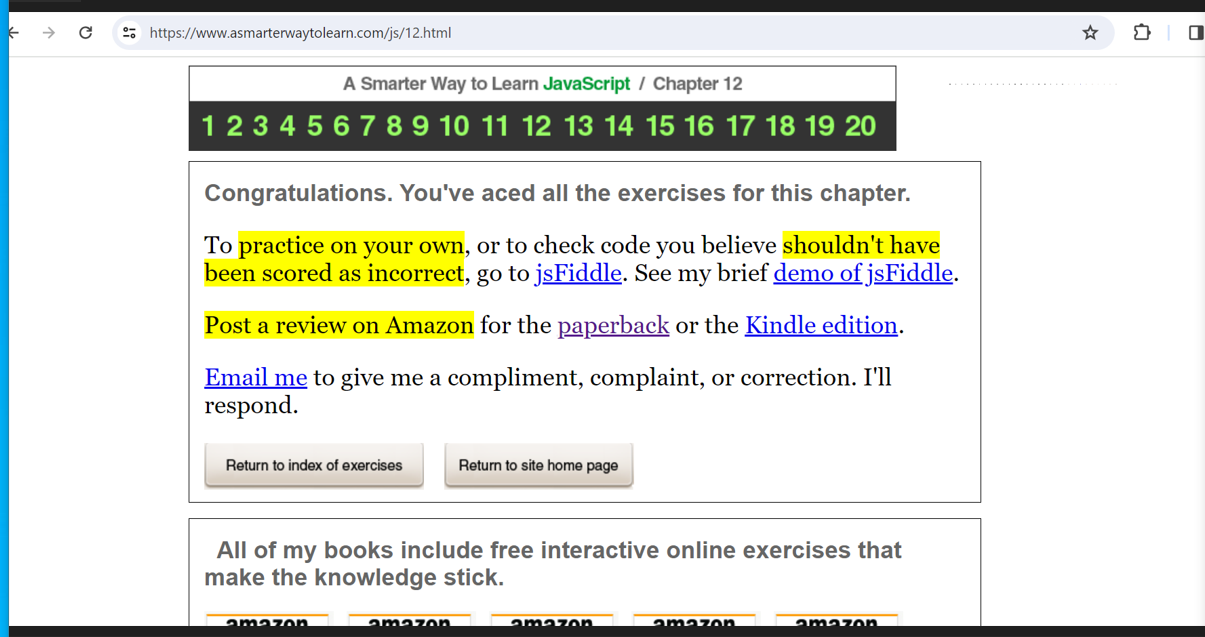 https://www.asmarterwaytolearn.com/js/12.html
A Smarter Way to Learn JavaScript / Chapter 12
1 2 3 4 5 6 7 8 9 10 11 12 13 14 15 16 17 18 19 20
Congratulations. You've aced all the exercises for this chapter.
To practice on your own, or to check code you believe shouldn't have
been scored as incorrect, go to jsFiddle. See my brief demo of jsFiddle.
Post a review on Amazon for the paperback or the Kindle edition.
Email me to give me a compliment, complaint, or correction. I'll
respond.
Return to index of exercises Return to site home page
All of my books include free interactive online exercises that
make the knowledge stick.
amazon amazon amazon amazon amazon